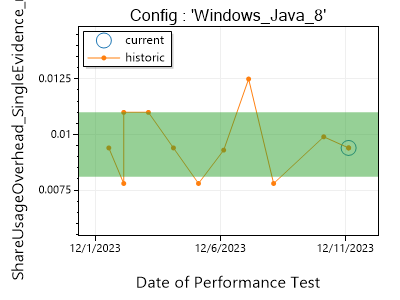 Config : 'Windows_Java_8'
current
historic
ShareUsageOverhead_SingleEvidence_
0.0125
0.01
0.0075
12/1/2023
12/6/2023
12/11/2023
Date of Performance Test